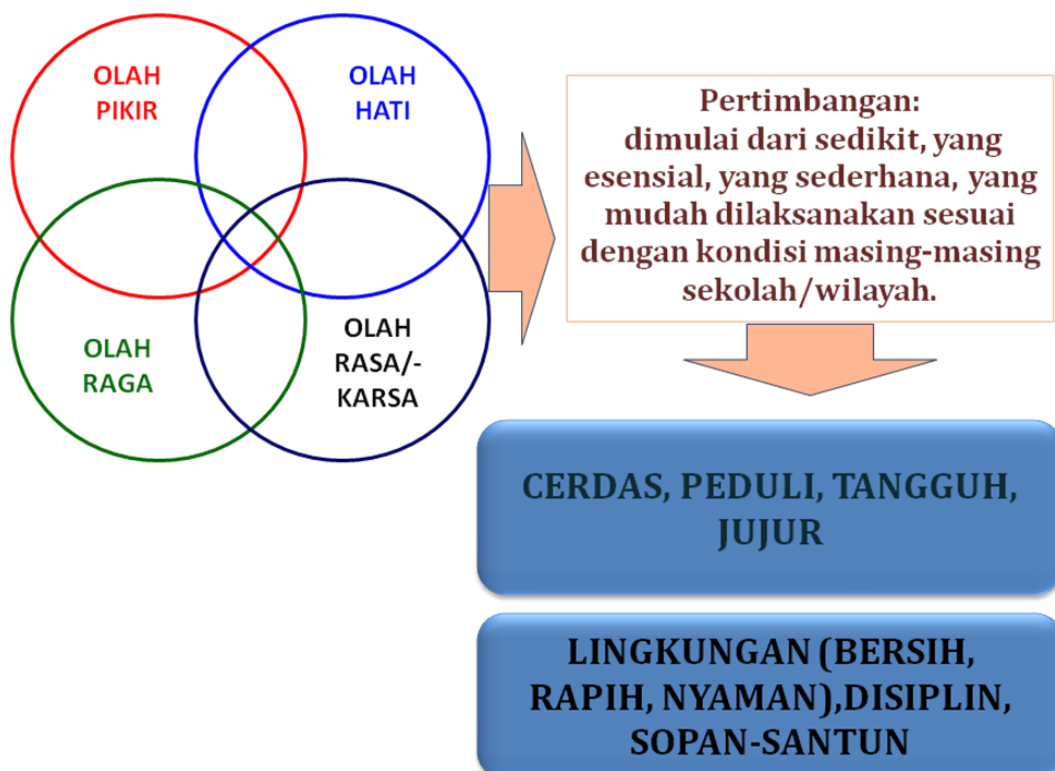 OLAH
PIKIR
OLAH
HATI
OLAH
RAGA
OLAH
RASA/-
KARSA
Pertimbangan:
dimulai dari sedikit, yang
esensial, yang sederhana, yang
mudah dilaksanakan sesuai
dengan kondisi masing-masing
sekolah/wilayah.
CERDAS, PEDULI, TANGGUH,
JUJUR
LINGKUNGAN (BERSIH,
RAPIH, NYAMAN),DISIPLIN,
SOPAN-SANTUN